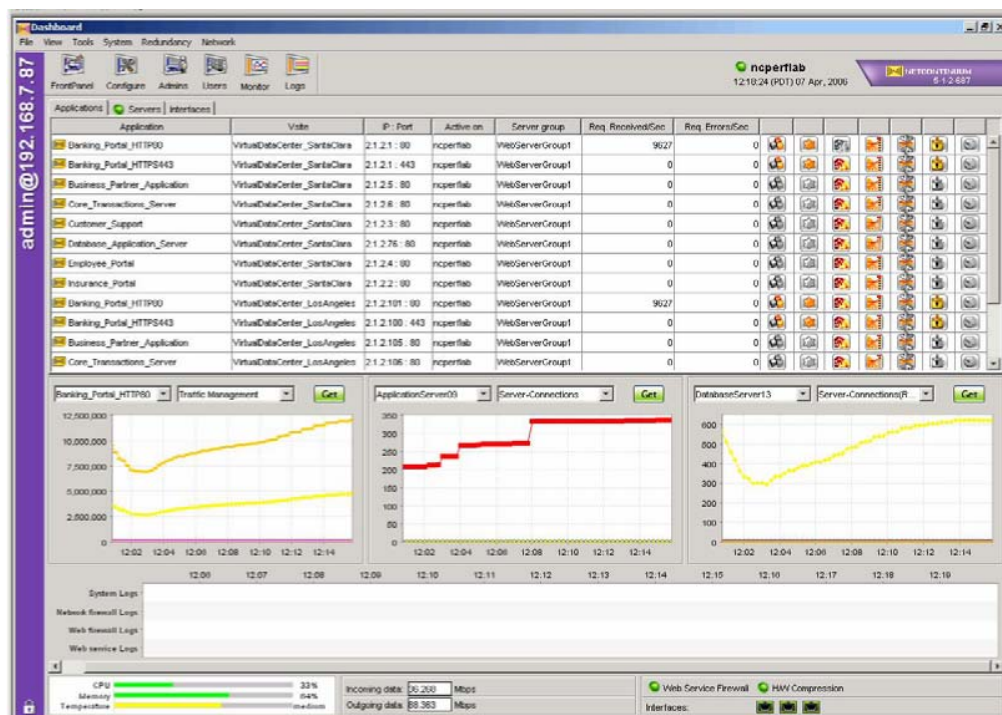 Dashboard
File View Tools System Redundancy Network
admin@192.168.7.87
FrontPanel Configure Admins Users Monitor Logs
ncperflab
12:18:24 (PDT) 07 Apr, 2006
NETCONTINUUM
5-1-2 687
Applications Servers Interfaces
Application Vsite IP : Port Active on Server group Req. Received/Sec Req. Errors/Sec
Banking_Portal_HTTP80 VirtualDataCenter_SantaClara 2.1.2.1 : 80 ncperflab WebServerGroup1 9627 0
Banking_Portal_HTTPS443 VirtualDataCenter_SantaClara 2.1.2.1 : 443 ncperflab WebServerGroup1 0 0
Business_Partner_Application VirtualDataCenter_SantaClara 2.1.2.5 : 80 ncperflab WebServerGroup1 0 0
Core_Transactions_Server VirtualDataCenter_SantaClara 2.1.2.6 : 80 ncperflab WebServerGroup1 0 0
Customer_Support VirtualDataCenter_SantaClara 2.1.2.3 : 80 ncperflab WebServerGroup1 0 0
Database_Application_Server VirtualDataCenter_SantaClara 2.1.2.76 : 80 ncperflab WebServerGroup1 0 0
Employee_Portal VirtualDataCenter_SantaClara 2.1.2.4 : 80 ncperflab WebServerGroup1 0 0
Insurance_Portal VirtualDataCenter_SantaClara 2.1.2.2 : 80 ncperflab WebServerGroup1 0 0
Banking_Portal_HTTP80 VirtualDataCenter_LosAngeles 2.1.2.101 : 80 ncperflab WebServerGroup1 9627 0
Banking_Portal_HTTPS443 VirtualDataCenter_LosAngeles 2.1.2.100 : 443 ncperflab WebServerGroup1 0 0
Business_Partner_Application VirtualDataCenter_LosAngeles 2.1.2.105 : 80 ncperflab WebServerGroup1 0 0
Core_Transactions_Server VirtualDataCenter_LosAngeles 2.1.2.106 : 80 ncperflab WebServerGroup1 0 0
Banking_Portal_HTTP80 Traffic Management Get
12,500,000
10,000,000
7,500,000
5,000,000
2,500,000
0
12:02 12:04 12:06 12:08 12:10 12:12 12:14
ApplicationServer09 Server-Connections Get
350
300
250
200
150
100
50
0
12:02 12:04 12:06 12:08 12:10 12:12 12:14
DatabaseServer13 Server-Connections(R... Get
600
500
400
300
200
100
0
12:02 12:04 12:06 12:08 12:10 12:12 12:14
12:06 12:07 12:08 12:09 12:10 12:11 12:12 12:13 12:14 12:15 12:16 12:17 12:18 12:19
System Logs
Network firewall Logs
Web firewall Logs
Web service Logs
CPU 33%
Memory 64%
Temperature medium
Incoming data: 36.260 Mbps
Outgoing data: 88.363 Mbps
Web Service Firewall H/W Compression
Interfaces: